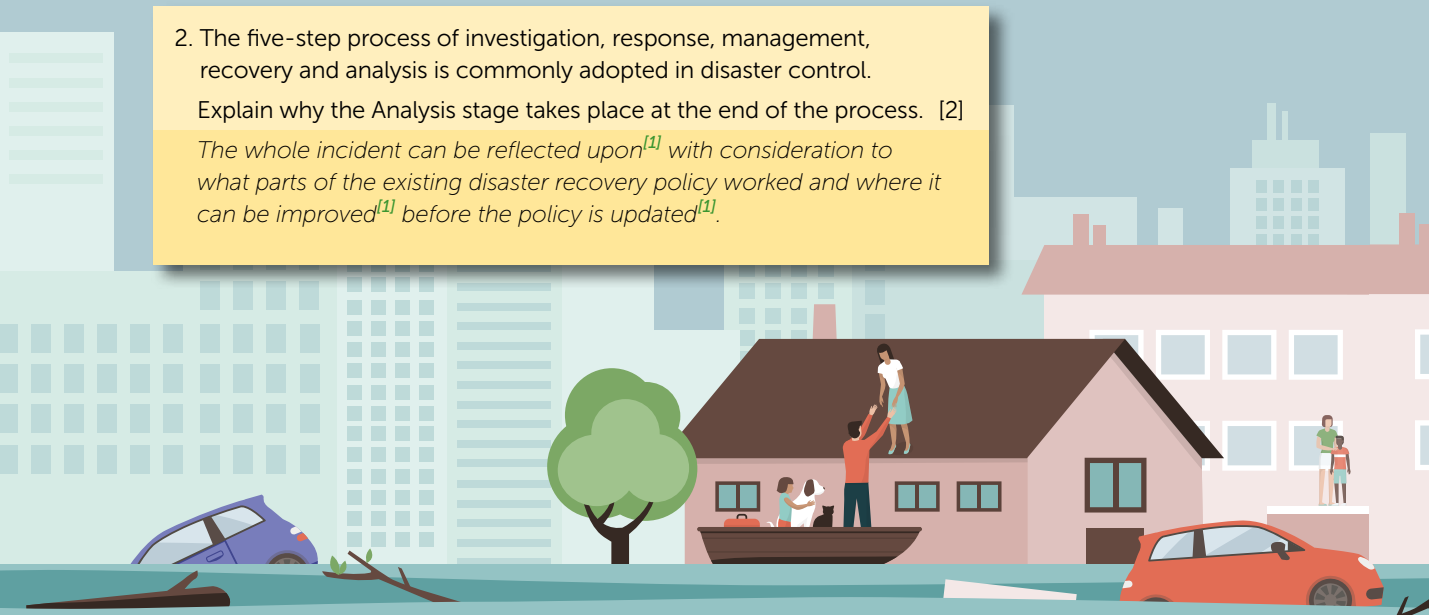 2. The five-step process of investigation, response, management,
recovery and analysis is commonly adopted in disaster control.
Explain why the Analysis stage takes place at the end of the process. [2]
The whole incident can be reflected upon[1] with consideration to
what parts of the existing disaster recovery policy worked and where it
can be improved[1] before the policy is updated[1].